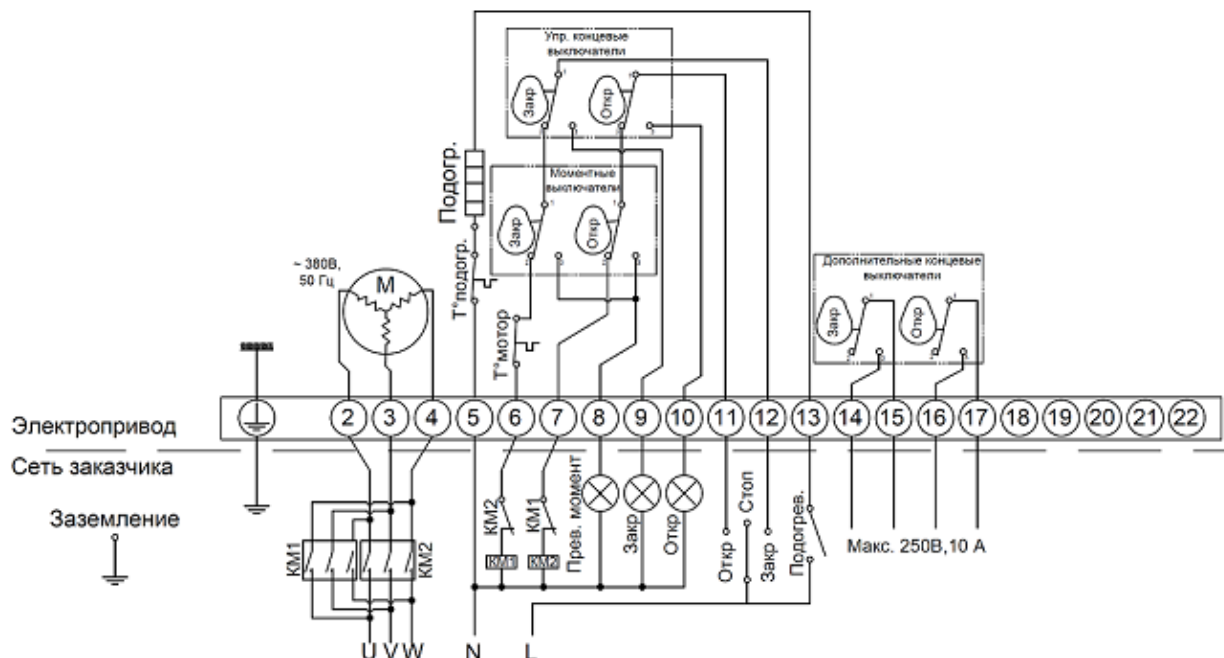 Упр. концевые
выключатели
Закр
Откр
Моментные
выключатели
Закр
Откр
Подогр.
T°подогр.
T°мотор
~ 380В,
50 Гц
М
Дополнительные концевые
выключатели
Закр
Откр
2 3 4 5 6 7 8 9 10 11 12 13 14 15 16 17 18 19 20 21 22
Электропривод
Сеть заказчика
Заземление
KM1
KM2
KM2
KM1
KM1
KM2
Прев. момент
Закр
Откр
Откр
Стоп
Закр
Подогрев.
Макс. 250В,10 А
U V W N L